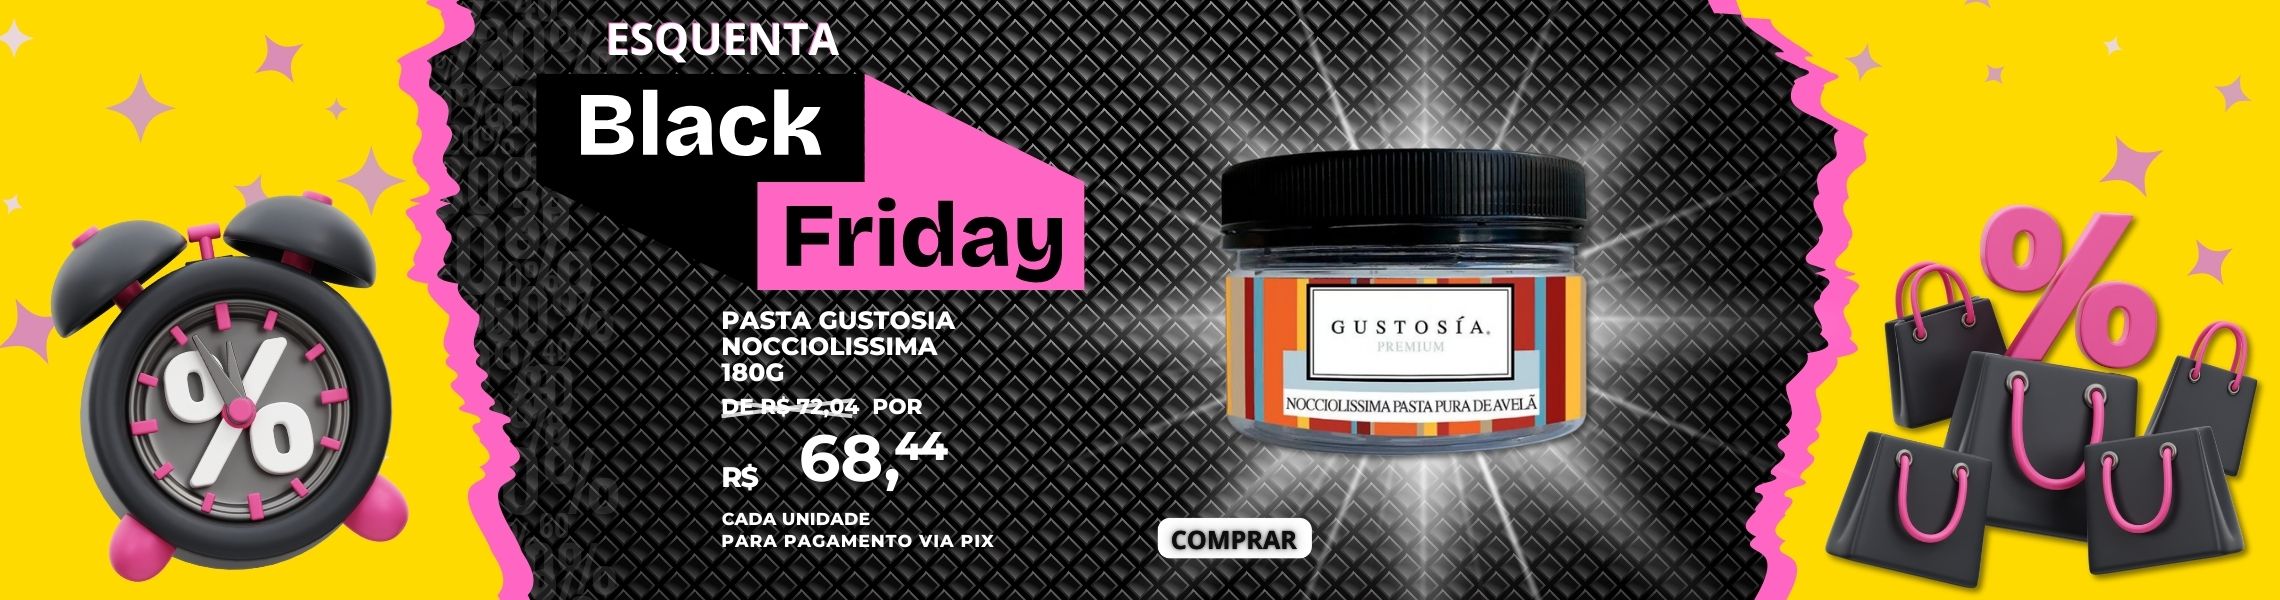 ESQUENTA
Black
Friday
PASTA GUSTOSIA
NOCCIOLISSIMA
180G
DE R$ 72,04 POR
R$ 68,44
CADA UNIDADE
PARA PAGAMENTO VIA PIX
GUSTOSÍA®
PREMIUM
NOCCIOLISSIMA PASTA PURA DE AVELÃ
COMPRAR
%
%